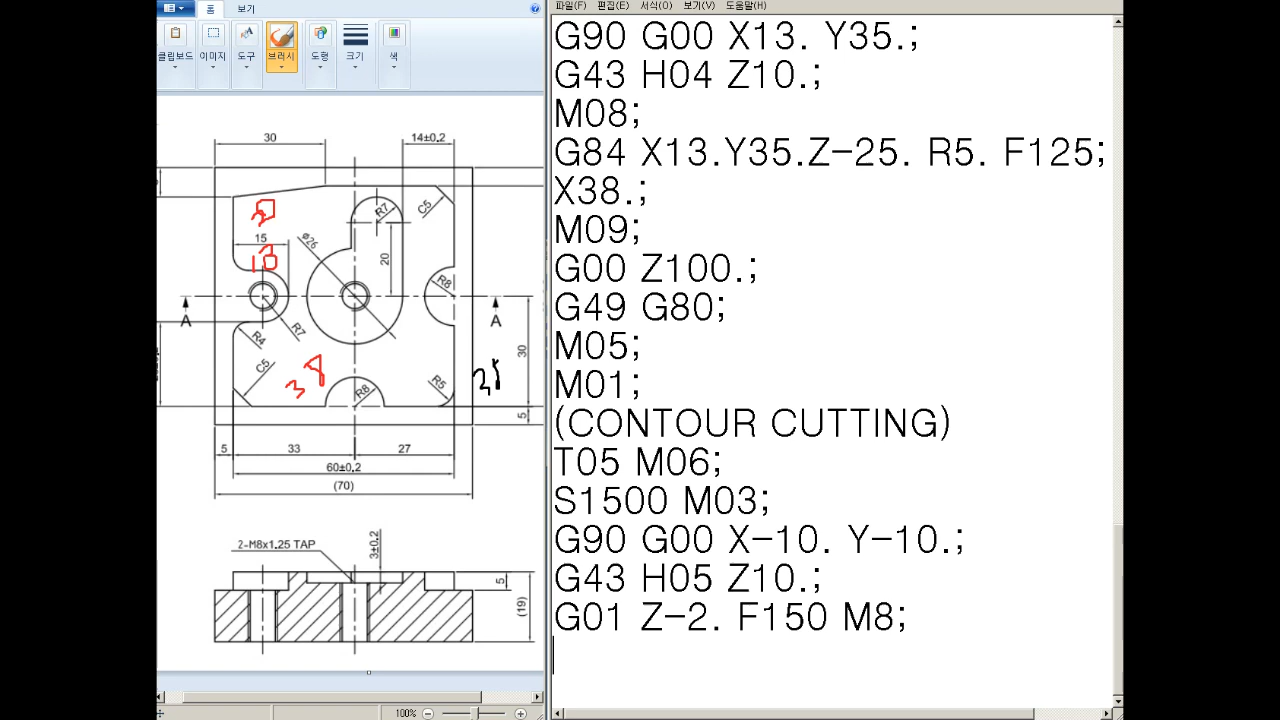 홈
보기
클립보드
이미지
도구
브러시
도형
크기
색
30
14±0.2
R7
C5
15
ø26
20
R8
A
A
R7
R4
C5
30
R8
R5
5
5
33
27
60±0.2
(70)
13
38
2-M8x1.25 TAP
3±0.2
5
(19)
100%
파일(F) 편집(E) 서식(O) 보기(V) 도움말(H)
G90 G00 X13. Y35.;
G43 H04 Z10.;
M08;
G84 X13.Y35.Z-25. R5. F125;
X38.;
M09;
G00 Z100.;
G49 G80;
M05;
M01;
(CONTOUR CUTTING)
T05 M06;
S1500 M03;
G90 G00 X-10. Y-10.;
G43 H05 Z10.;
G01 Z-2. F150 M8;